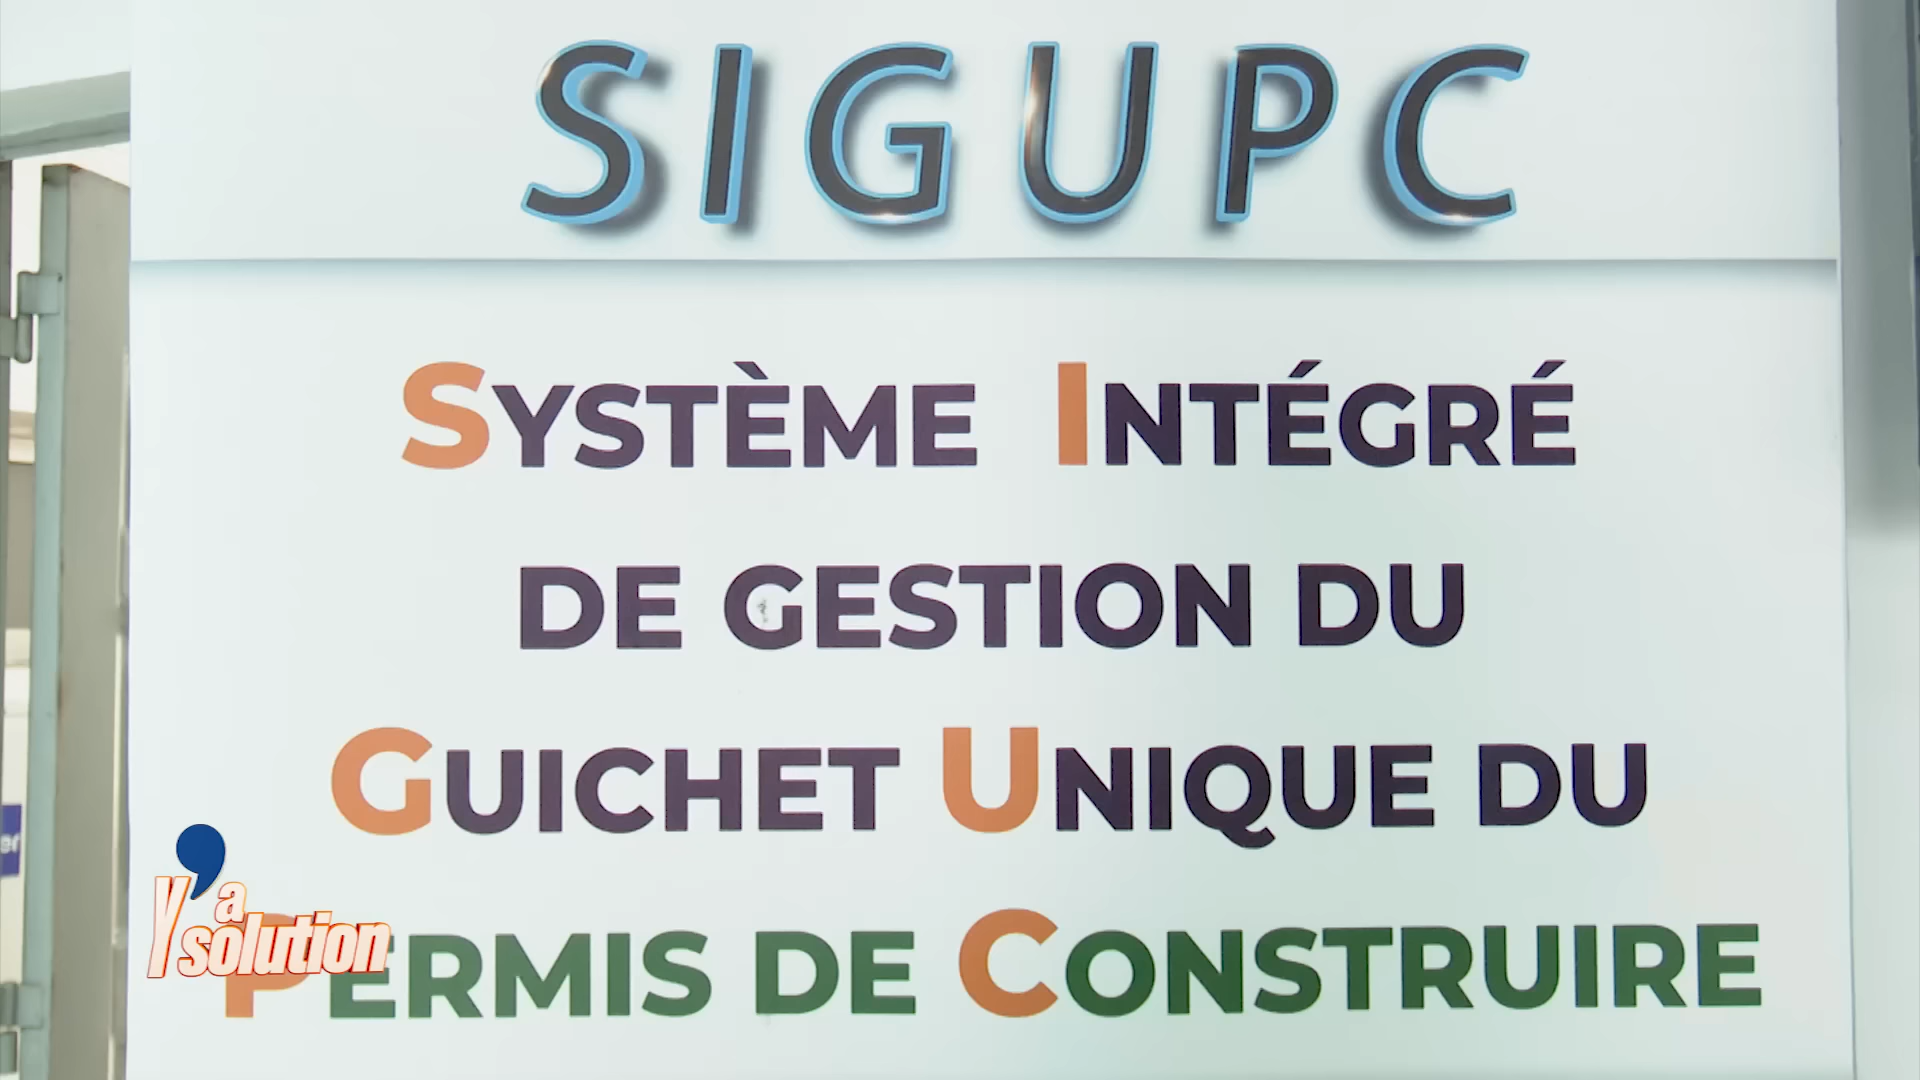 SIGUPC
SYSTÈME INTÉGRÉ
DE GESTION DU
GUICHET UNIQUE DU
PERMIS DE CONSTRUIRE
Y'a
solution